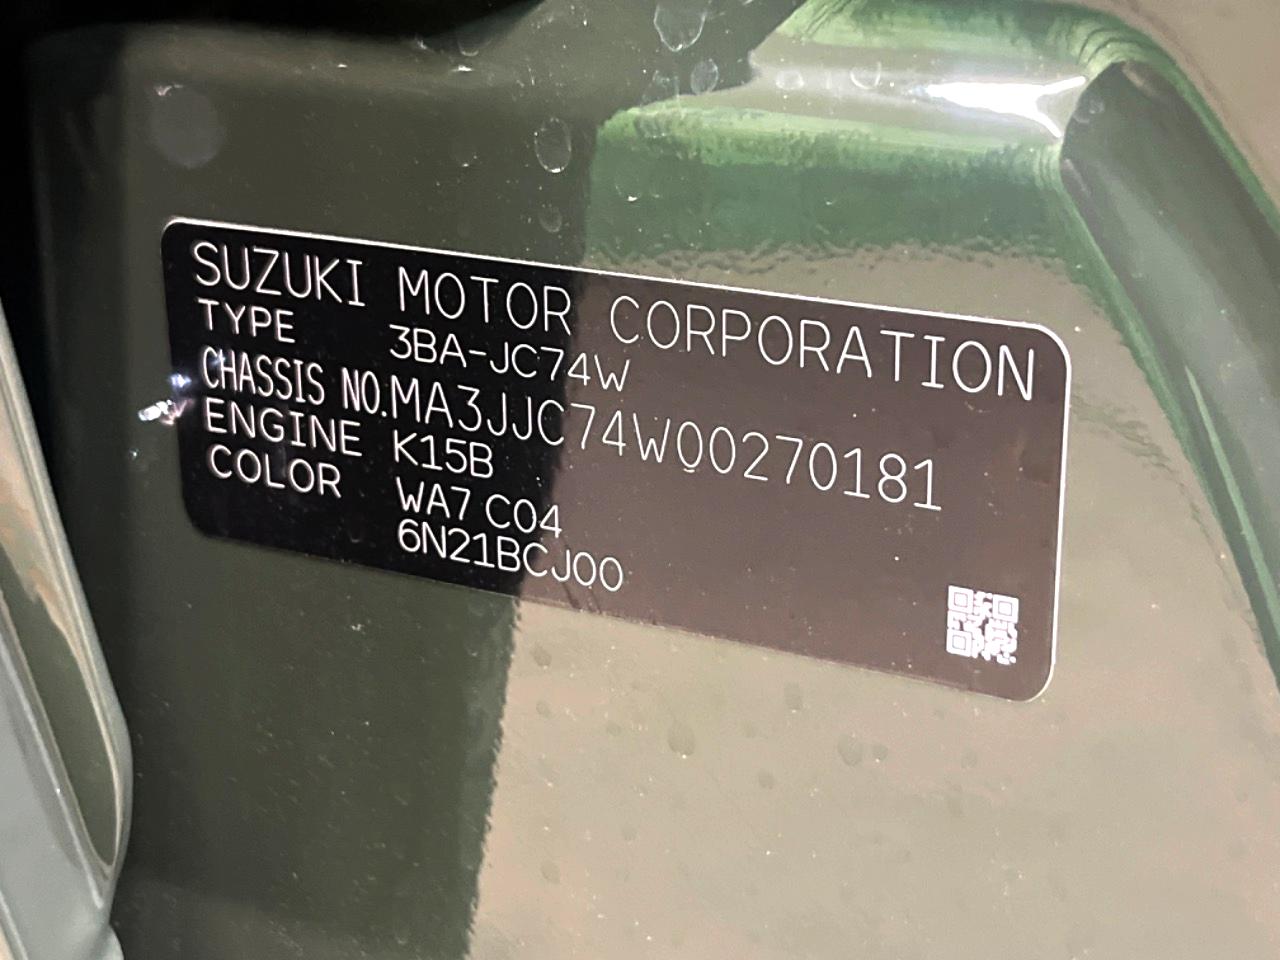 SUZUKI MOTOR CORPORATION
TYPE 3BA-JC74W
CHASSIS NO. MA3JJC74W00270181
ENGINE K15B
COLOR WA7 C04
6N21BCJ00